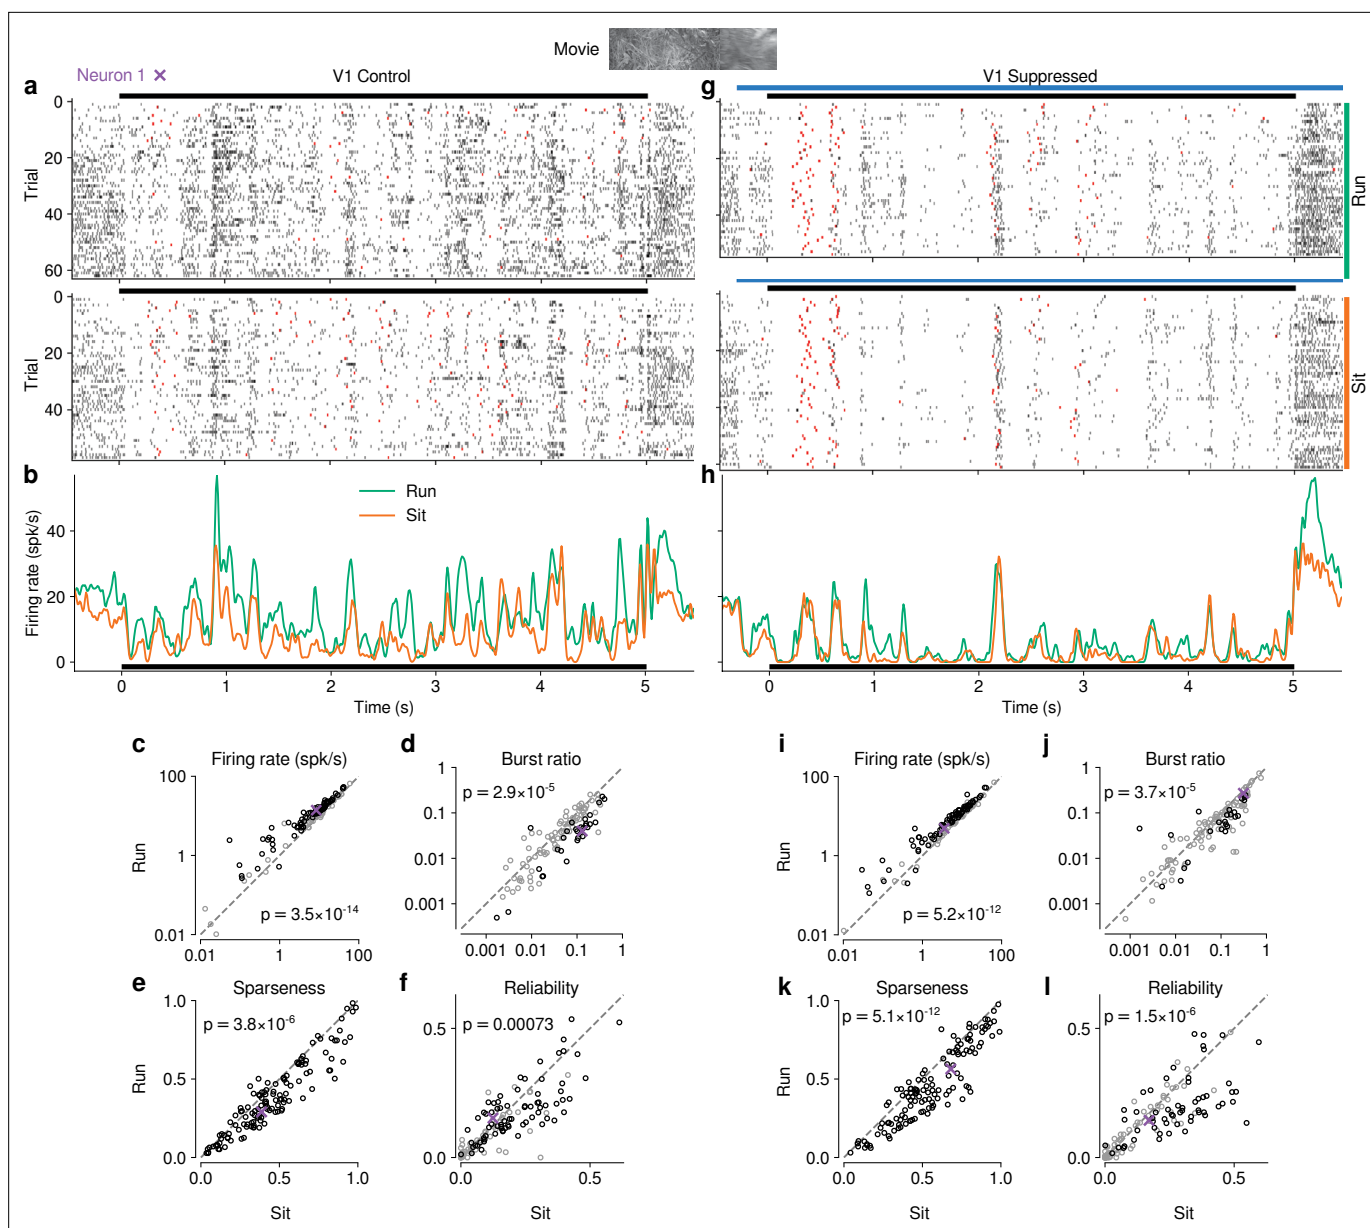 Movie
Neuron 1 ×
V1 Control
V1 Suppressed
a
g
0
20
40
60
Trial
Run
0
20
40
Trial
Sit
b
h
Run
Sit
40
20
0
Firing rate (spk/s)
0 1 2 3 4 5
Time (s)
0 1 2 3 4 5
Time (s)
c
Firing rate (spk/s)
100
1
0.01
Run
p = 3.5×10-14
0.01 1 100
d
Burst ratio
1
0.1
0.01
0.001
p = 2.9×10-5
0.001 0.01 0.1 1
i
Firing rate (spk/s)
100
1
0.01
Run
p = 5.2×10-12
0.01 1 100
j
Burst ratio
1
0.1
0.01
0.001
p = 3.7×10-5
0.001 0.01 0.1 1
e
Sparseness
1.0
0.5
0.0
Run
p = 3.8×10-6
0.0 0.5 1.0
Sit
f
Reliability
0.5
0.0
p = 0.00073
0.0 0.5
Sit
k
Sparseness
1.0
0.5
0.0
Run
p = 5.1×10-12
0.0 0.5 1.0
Sit
l
Reliability
0.5
0.0
p = 1.5×10-6
0.0 0.5
Sit